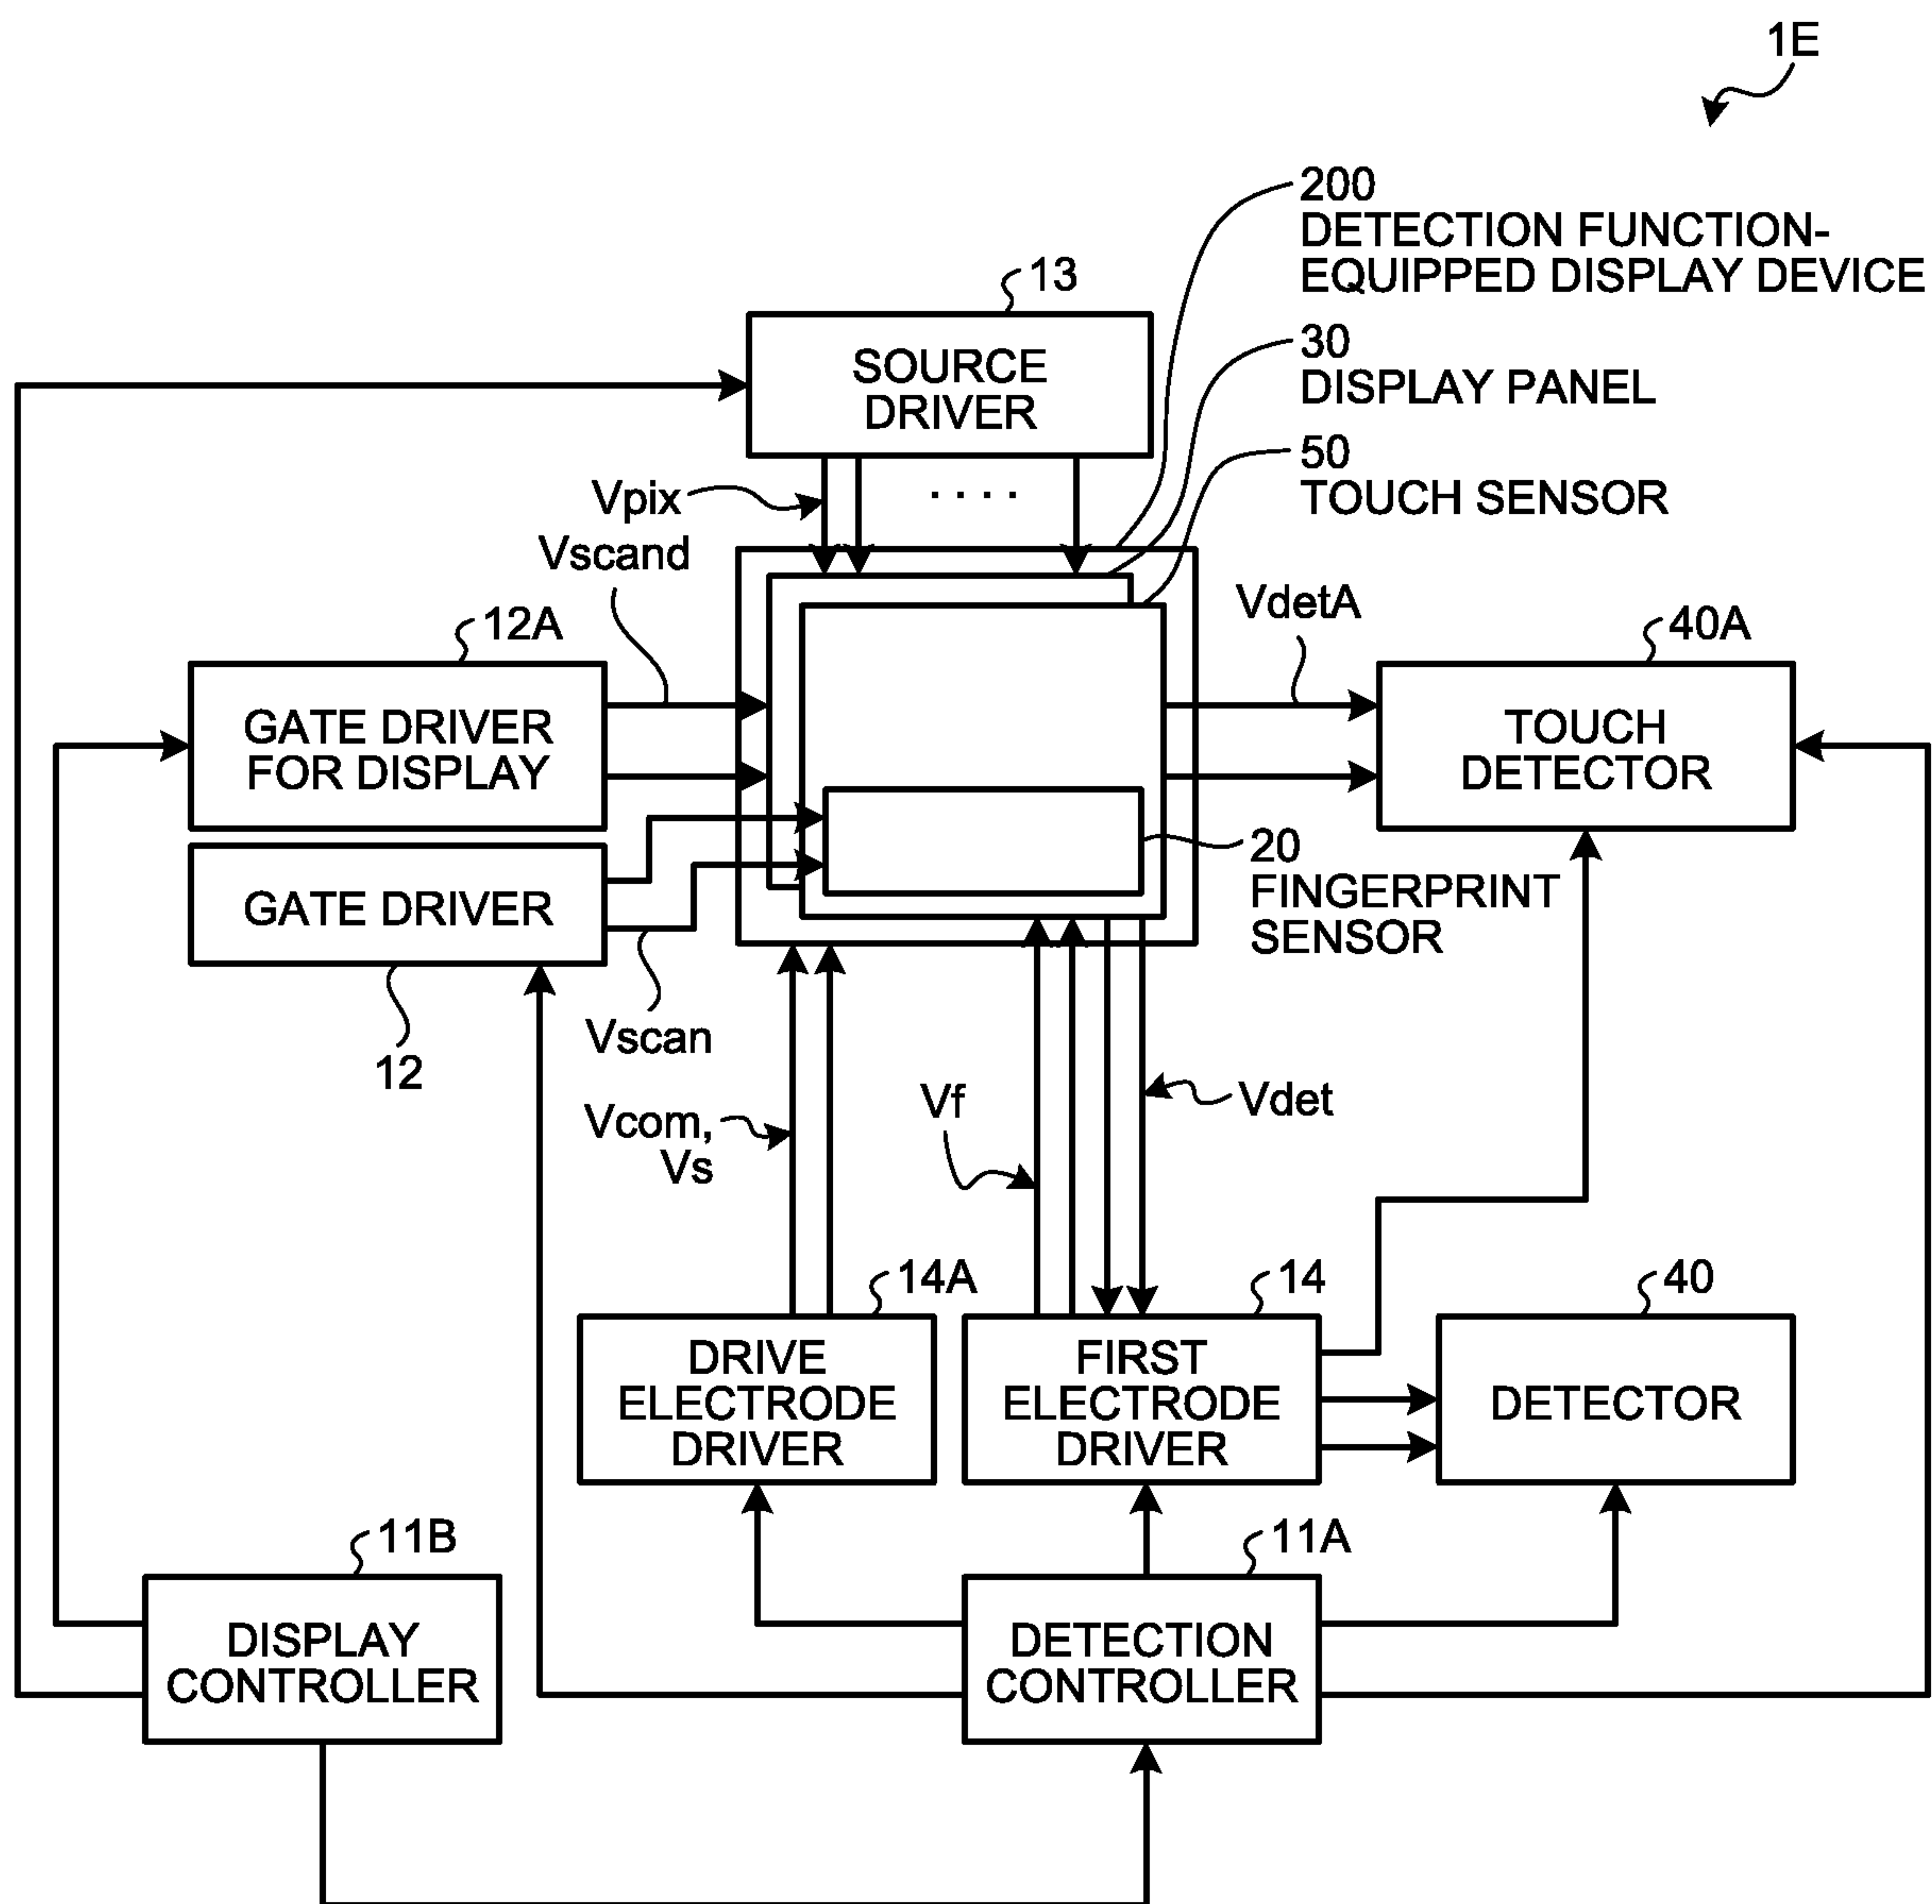 1E
200
DETECTION FUNCTION-
EQUIPPED DISPLAY DEVICE
13
SOURCE
DRIVER
30
DISPLAY PANEL
50
TOUCH SENSOR
Vpix
. . . .
Vscand
VdetA
12A
40A
GATE DRIVER
FOR DISPLAY
TOUCH
DETECTOR
20
FINGERPRINT
SENSOR
GATE DRIVER
12
Vscan
Vcom,
Vs
Vf
Vdet
14A
14
40
DRIVE
ELECTRODE
DRIVER
FIRST
ELECTRODE
DRIVER
DETECTOR
11B
11A
DISPLAY
CONTROLLER
DETECTION
CONTROLLER